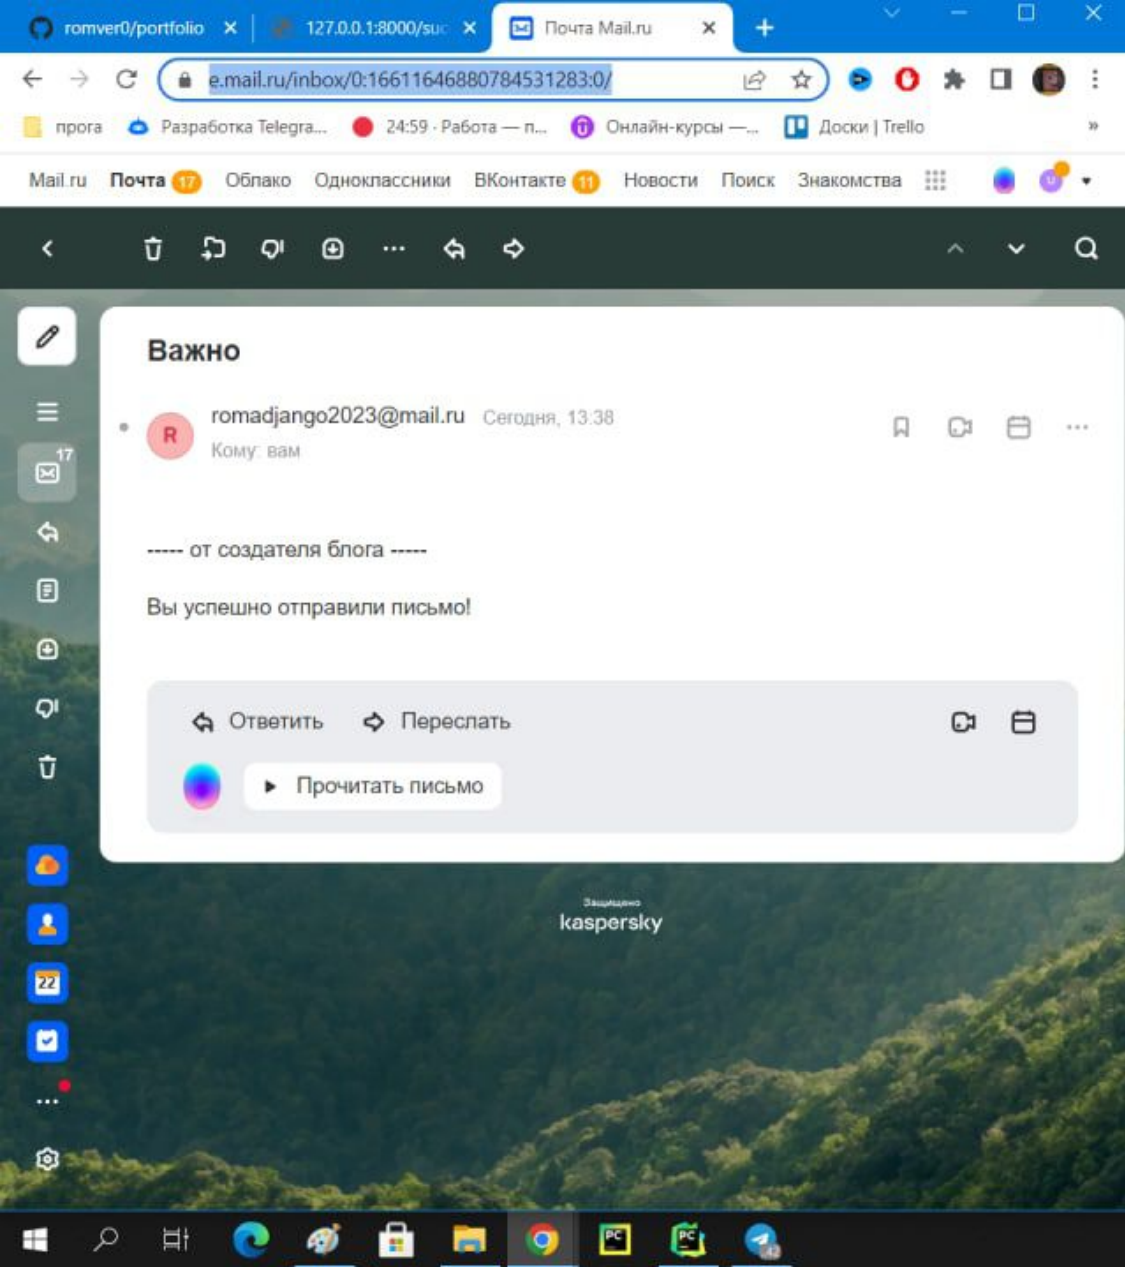 romver0/portfolio
127.0.0.1:8000/suc
Почта Mail.ru
e.mail.ru/inbox/0:16611646880784531283:0/
прога
Разработка Telegra...
24:59 · Работа — п...
Онлайн-курсы —...
Доски | Trello
»
Mail.ru
Почта 17
Облако
Одноклассники
ВКонтакте 11
Новости
Поиск
Знакомства
Важно
R
romadjango2023@mail.ru
Сегодня, 13:38
Кому: вам
17
----- от создателя блога -----
Вы успешно отправили письмо!
Ответить
Переслать
Прочитать письмо
Защищено
kaspersky
22
PC
PC
42